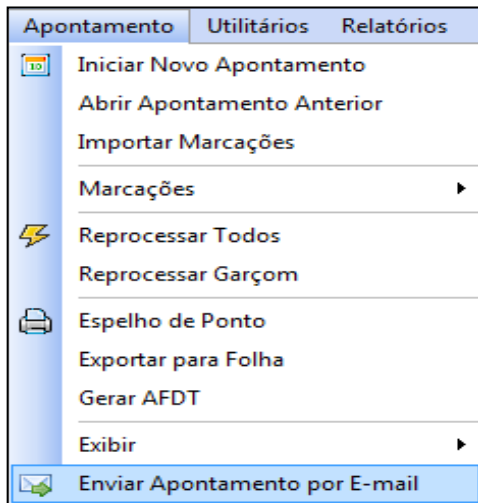 Apontamento Utilitários Relatórios
10
Iniciar Novo Apontamento
Abrir Apontamento Anterior
Importar Marcações
Marcações
Reprocessar Todos
Reprocessar Garçom
Espelho de Ponto
Exportar para Folha
Gerar AFDT
Exibir
Enviar Apontamento por E-mail